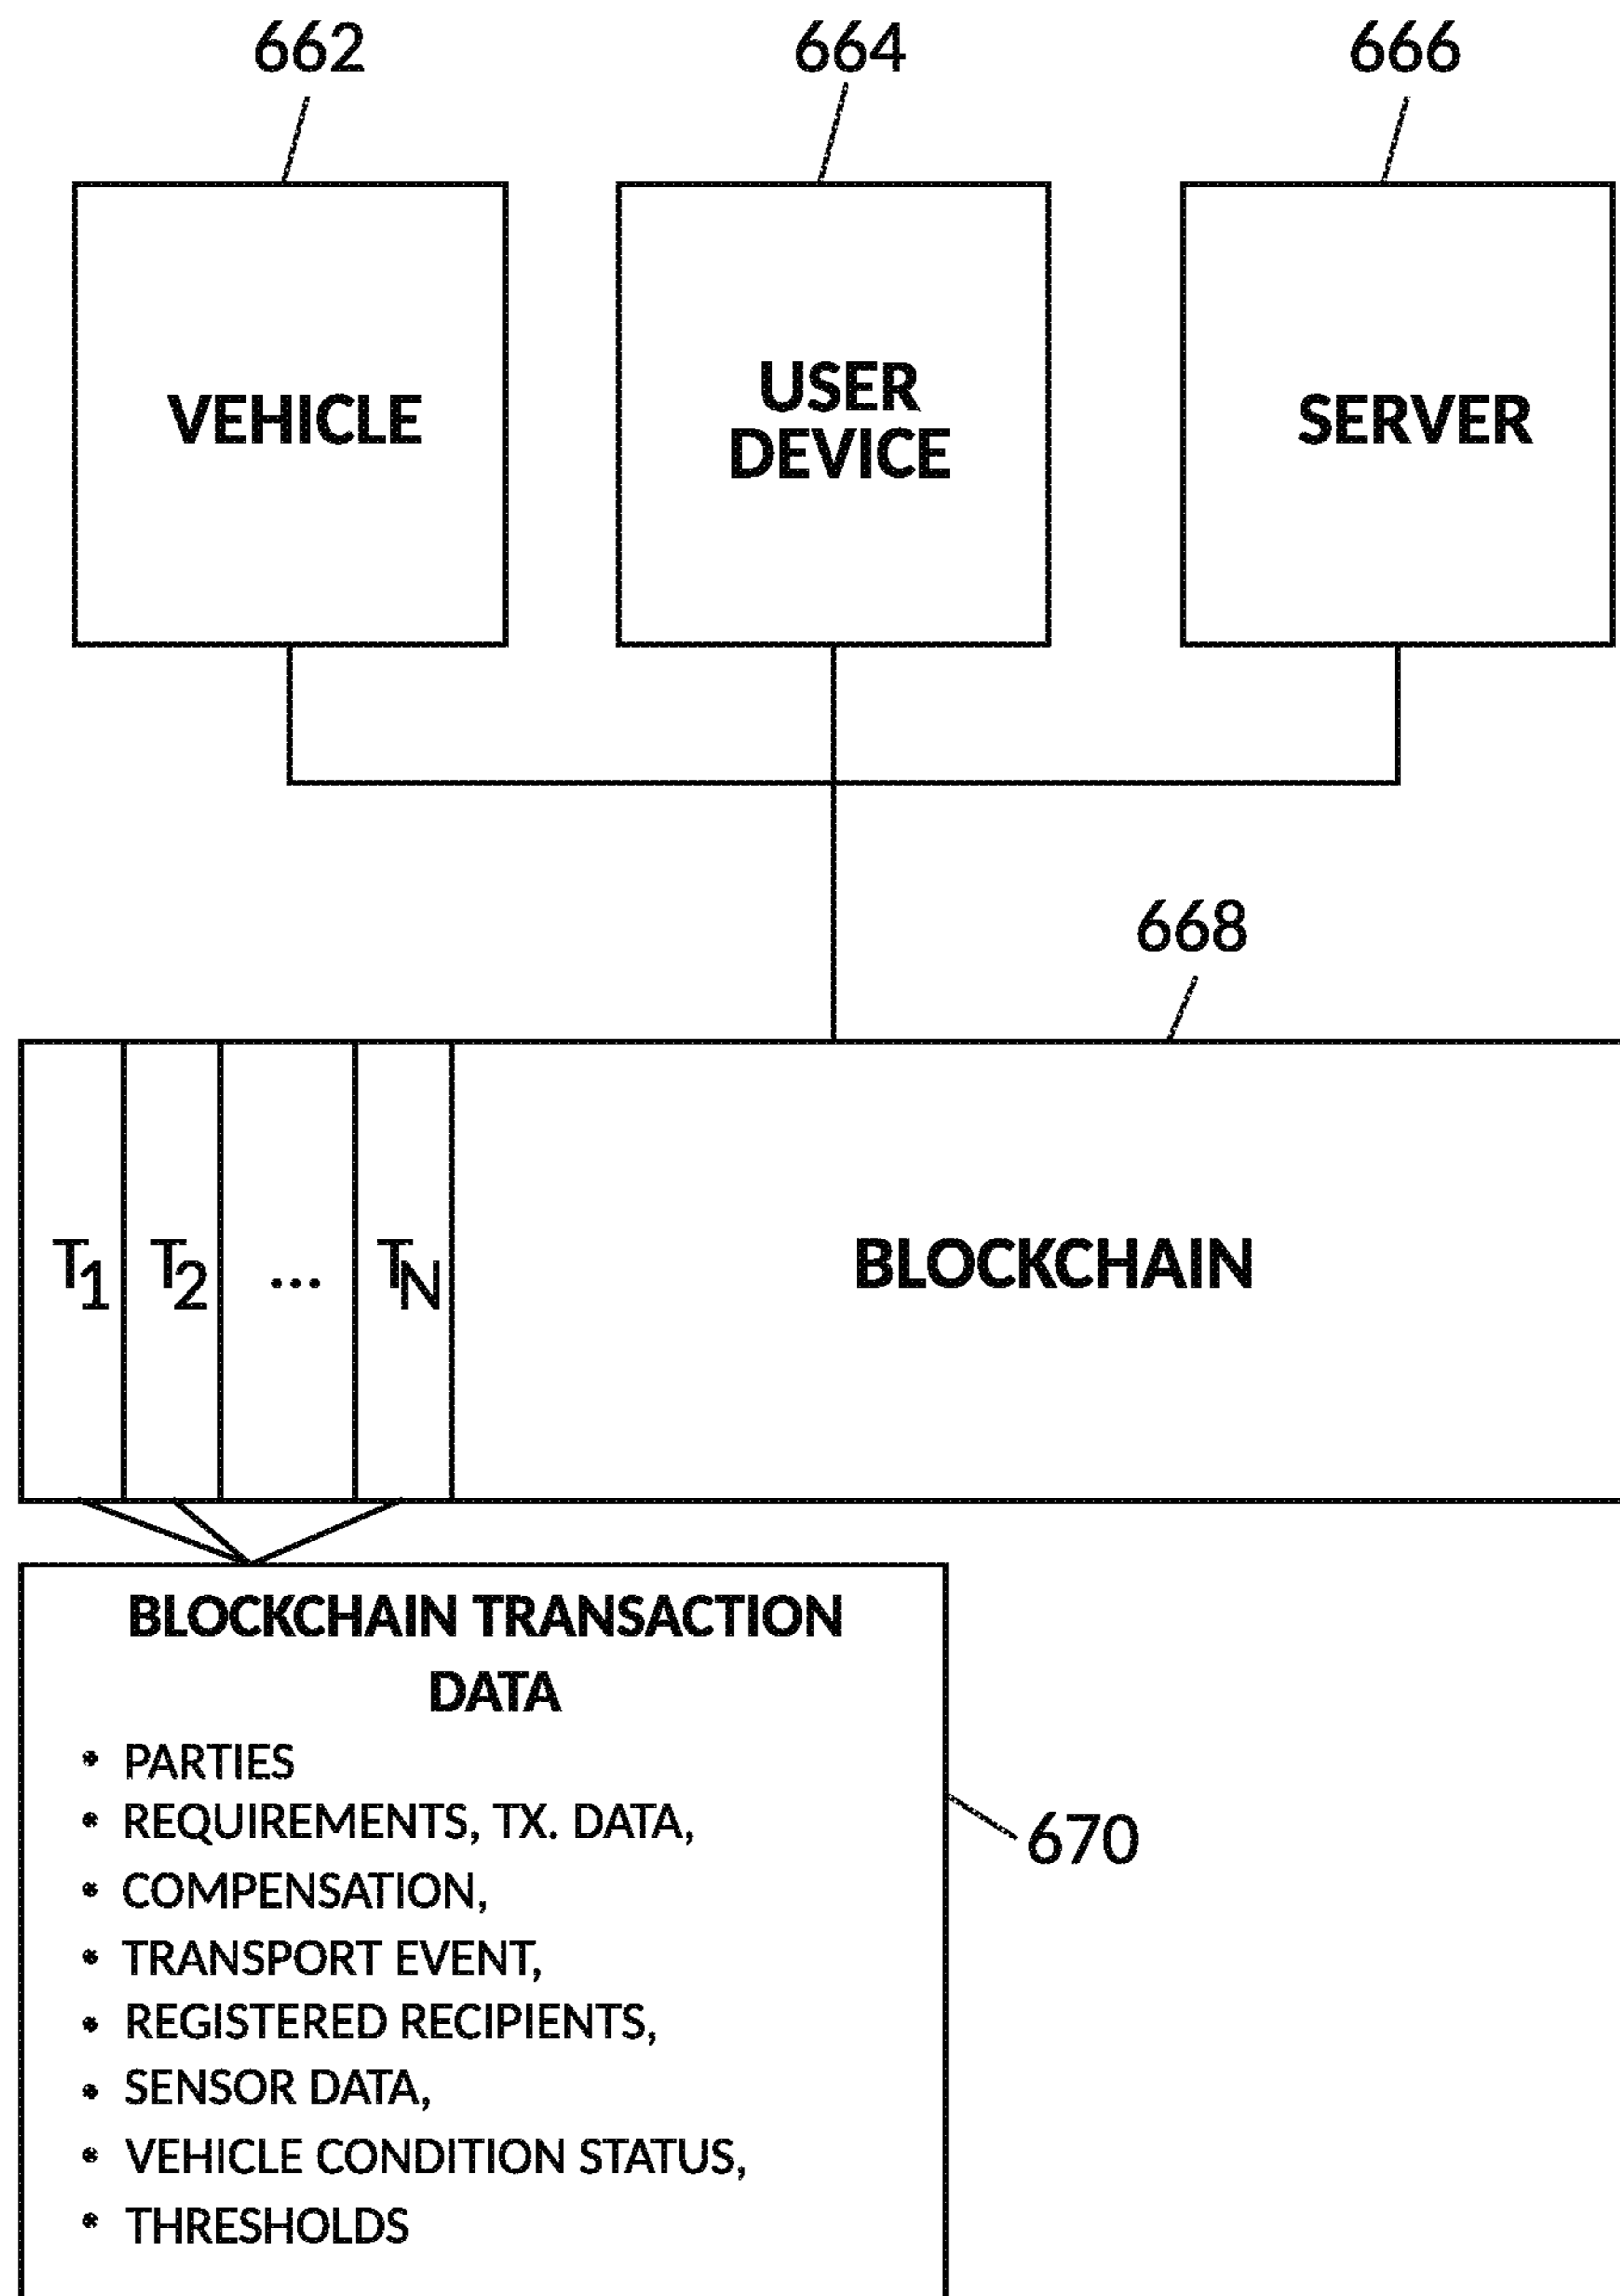 662 664 666
VEHICLE
USER
DEVICE
SERVER
668
T1 T2 ... TN BLOCKCHAIN
BLOCKCHAIN TRANSACTION
DATA
• PARTIES
• REQUIREMENTS, TX. DATA,
• COMPENSATION,
• TRANSPORT EVENT,
• REGISTERED RECIPIENTS,
• SENSOR DATA,
• VEHICLE CONDITION STATUS,
• THRESHOLDS
670